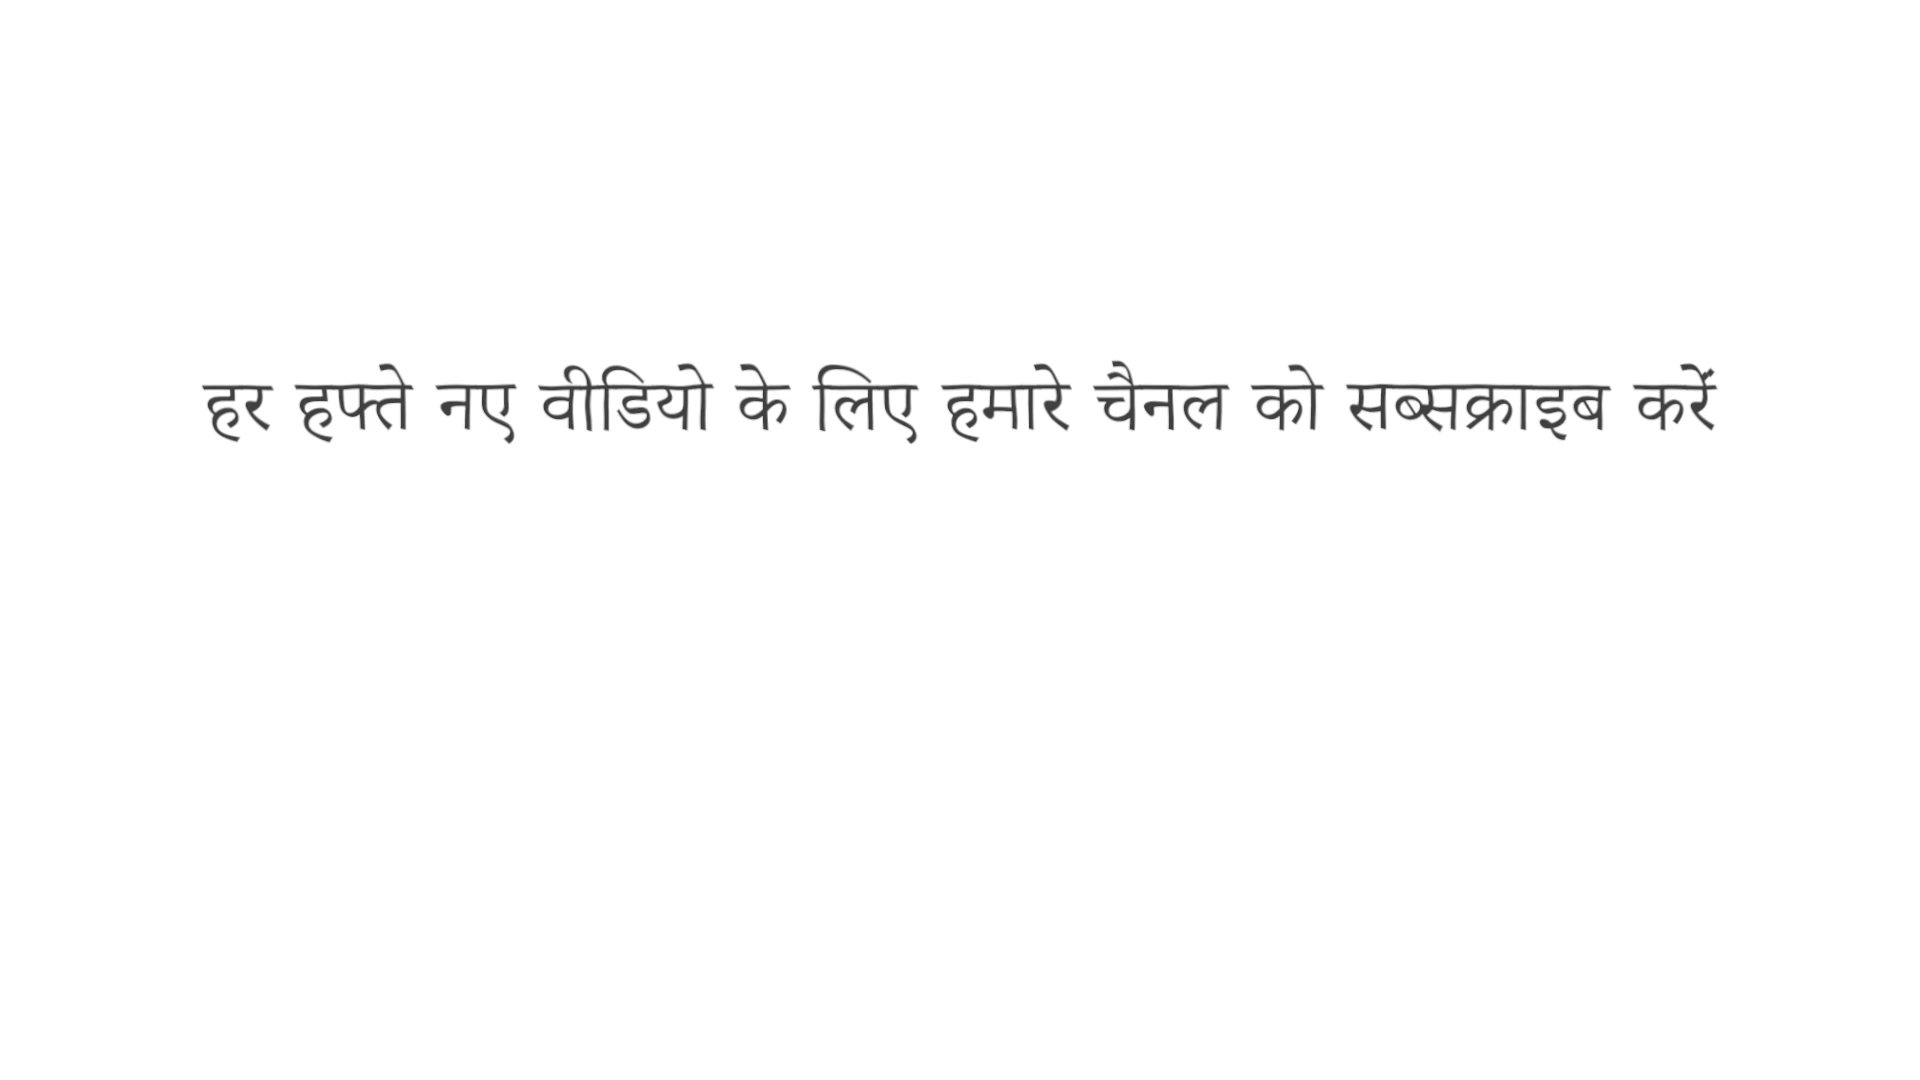 हर हफ्ते नए वीडियो के लिए हमारे चैनल को सब्सक्राइब करें